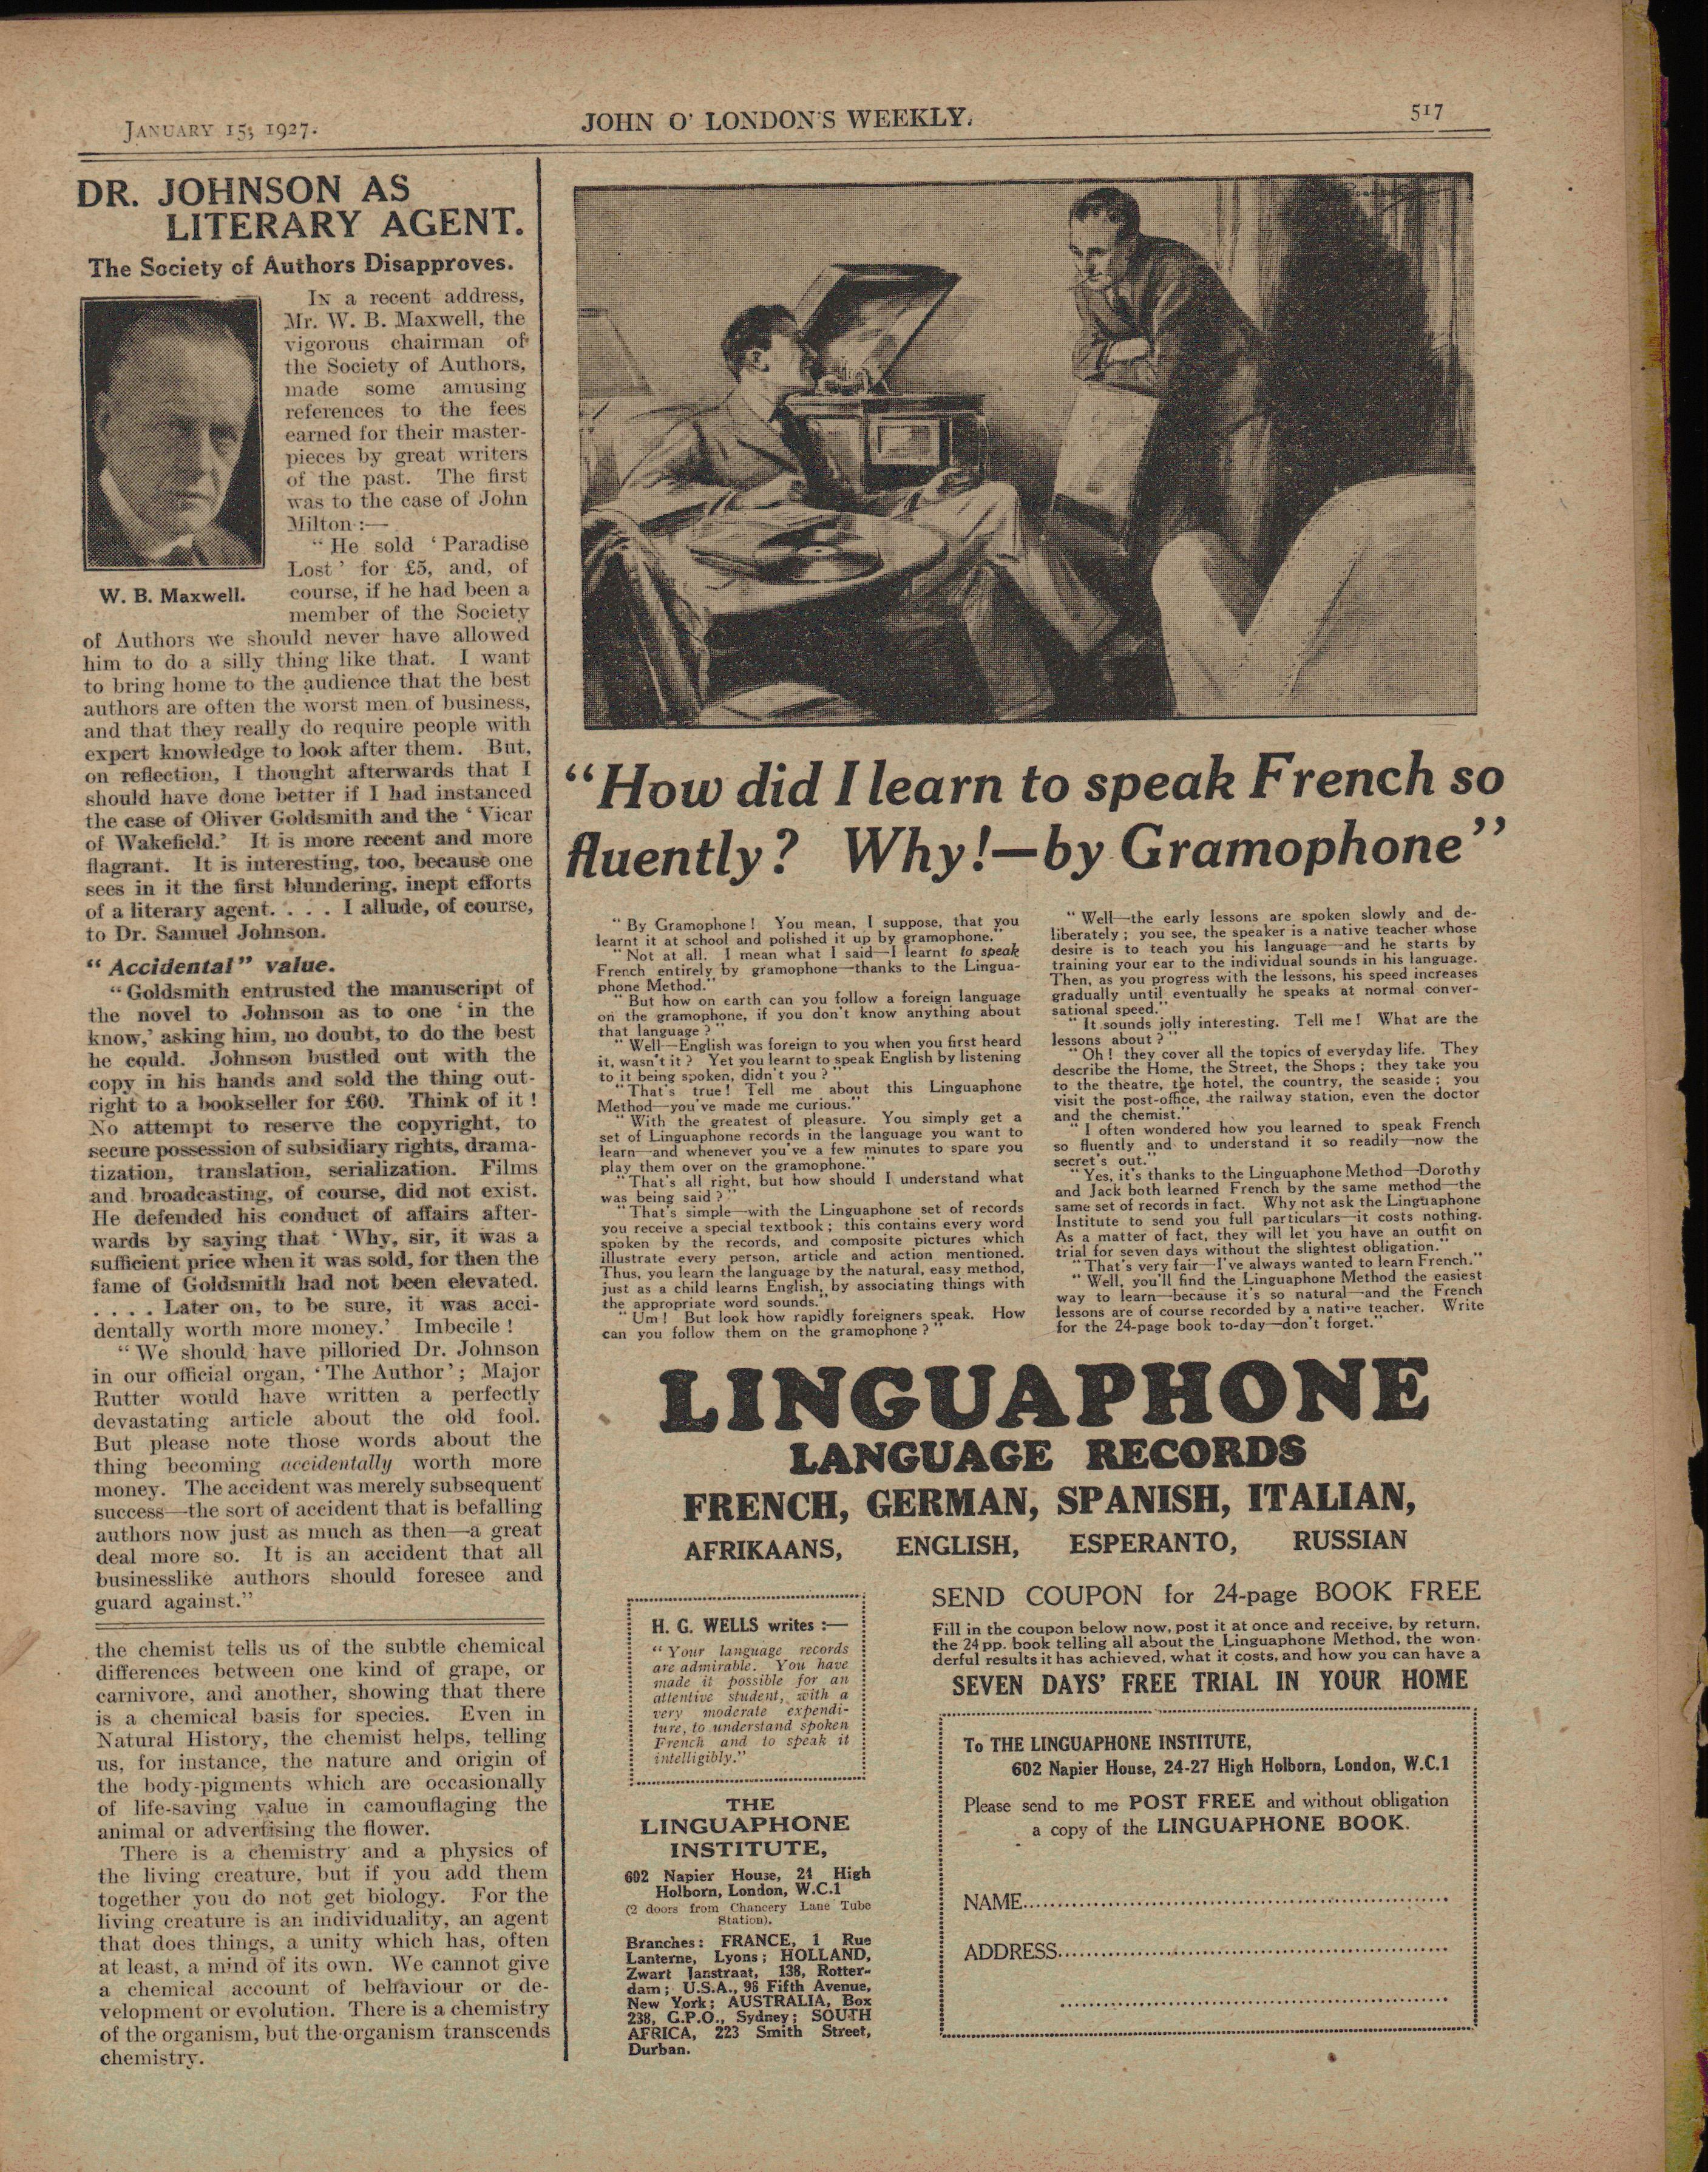 JANUARY 15, 1927.
JOHN O' LONDON'S WEEKLY.
517
DR. JOHNSON AS
LITERARY AGENT.
The Society of Authors Disapproves.
IN a recent address,
Mr. W. B. Maxwell, the
vigorous chairman of
the Society of Authors,
made some amusing
references to the fees
earned for their master-
pieces by great writers
of the past. The first
was to the case of John
Milton :—
"He sold 'Paradise
Lost' for £5, and, of
course, if he had been a
member of the Society
W. B. Maxwell.
of Authors we should never have allowed
him to do a silly thing like that. I want
to bring home to the audience that the best
authors are often the worst men of business,
and that they really do require people with
expert knowledge to look after them. But,
on reflection, I thought afterwards that I
should have done better if I had instanced
the case of Oliver Goldsmith and the 'Vicar
of Wakefield.' It is more recent and more
flagrant. It is interesting, too, because one
sees in it the first blundering, inept efforts
of a literary agent. . . . I allude, of course,
to Dr. Samuel Johnson.
"Accidental" value.
"Goldsmith entrusted the manuscript of
the novel to Johnson as to one 'in the
know,' asking him, no doubt, to do the best
he could. Johnson bustled out with the
copy in his hands and sold the thing out-
right to a bookseller for £60. Think of it !
No attempt to reserve the copyright, to
secure possession of subsidiary rights, drama-
tization, translation, serialization. Films
and broadcasting, of course, did not exist.
He defended his conduct of affairs after-
wards by saying that 'Why, sir, it was a
sufficient price when it was sold, for then the
fame of Goldsmith had not been elevated.
. . . . Later on, to be sure, it was acci-
dentally worth more money.' Imbecile !
"We should have pilloried Dr. Johnson
in our official organ, 'The Author'; Major
Rutter would have written a perfectly
devastating article about the old fool.
But please note those words about the
thing becoming accidentally worth more
money. The accident was merely subsequent
success—the sort of accident that is befalling
authors now just as much as then—a great
deal more so. It is an accident that all
businesslike authors should foresee and
guard against."
the chemist tells us of the subtle chemical
differences between one kind of grape, or
carnivore, and another, showing that there
is a chemical basis for species. Even in
Natural History, the chemist helps, telling
us, for instance, the nature and origin of
the body-pigments which are occasionally
of life-saving value in camouflaging the
animal or advertising the flower.
There is a chemistry and a physics of
the living creature, but if you add them
together you do not get biology. For the
living creature is an individuality, an agent
that does things, a unity which has, often
at least, a mind of its own. We cannot give
a chemical account of behaviour or de-
velopment or evolution. There is a chemistry
of the organism, but the organism transcends
chemistry.
"How did I learn to speak French so
fluently? Why!—by Gramophone"
"By Gramophone! You mean, I suppose, that you
learnt it at school and polished it up by gramophone."
"Not at all. I mean what I said—I learnt to speak
French entirely by gramophone—thanks to the Lingua-
phone Method."
"But how on earth can you follow a foreign language
on the gramophone, if you don't know anything about
that language?"
"Well—English was foreign to you when you first heard
it, wasn't it? Yet you learnt to speak English by listening
to it being spoken, didn't you?"
"That's true! Tell me about this Linguaphone
Method—you've made me curious."
"With the greatest of pleasure. You simply get a
set of Linguaphone records in the language you want to
learn—and whenever you've a few minutes to spare you
play them over on the gramophone."
"That's all right, but how should I understand what
was being said?"
"That's simple—with the Linguaphone set of records
you receive a special textbook; this contains every word
spoken by the records, and composite pictures which
illustrate every person, article and action mentioned.
Thus, you learn the language by the natural, easy method,
just as a child learns English, by associating things with
the appropriate word sounds."
"Um! But look how rapidly foreigners speak. How
can you follow them on the gramophone?"
"Well—the early lessons are spoken slowly and de-
liberately; you see, the speaker is a native teacher whose
desire is to teach you his language—and he starts by
training your ear to the individual sounds in his language.
Then, as you progress with the lessons, his speed increases
gradually until eventually he speaks at normal conver-
sational speed."
"It sounds jolly interesting. Tell me! What are the
lessons about?"
"Oh! they cover all the topics of everyday life. They
describe the Home, the Street, the Shops; they take you
to the theatre, the hotel, the country, the seaside; you
visit the post-office, the railway station, even the doctor
and the chemist."
"I often wondered how you learned to speak French
so fluently and to understand it so readily—now the
secret's out."
"Yes, it's thanks to the Linguaphone Method—Dorothy
and Jack both learned French by the same method—the
same set of records in fact. Why not ask the Linguaphone
Institute to send you full particulars—it costs nothing.
As a matter of fact, they will let you have an outfit on
trial for seven days without the slightest obligation."
"That's very fair—I've always wanted to learn French."
"Well, you'll find the Linguaphone Method the easiest
way to learn—because it's so natural—and the French
lessons are of course recorded by a native teacher. Write
for the 24-page book to-day—don't forget."
LINGUAPHONE
LANGUAGE RECORDS
FRENCH, GERMAN, SPANISH, ITALIAN,
AFRIKAANS, ENGLISH, ESPERANTO, RUSSIAN
H. G. WELLS writes :—
"Your language records
are admirable. You have
made it possible for an
attentive student, with a
very moderate expendi-
ture, to understand spoken
French and to speak it
intelligibly."
THE
LINGUAPHONE
INSTITUTE,
602 Napier House, 24 High
Holborn, London, W.C.1
(2 doors from Chancery Lane Tube
Station).
Branches: FRANCE, 1 Rue
Lanterne, Lyons; HOLLAND,
Zwart Janstraat, 138, Rotter-
dam; U.S.A., 96 Fifth Avenue,
New York; AUSTRALIA, Box
238, G.P.O., Sydney; SOUTH
AFRICA, 223 Smith Street,
Durban.
SEND COUPON for 24-page BOOK FREE
Fill in the coupon below now, post it at once and receive, by return,
the 24 pp. book telling all about the Linguaphone Method, the won-
derful results it has achieved, what it costs, and how you can have a
SEVEN DAYS' FREE TRIAL IN YOUR HOME
To THE LINGUAPHONE INSTITUTE,
602 Napier House, 24-27 High Holborn, London, W.C.1
Please send to me POST FREE and without obligation
a copy of the LINGUAPHONE BOOK.
NAME
ADDRESS